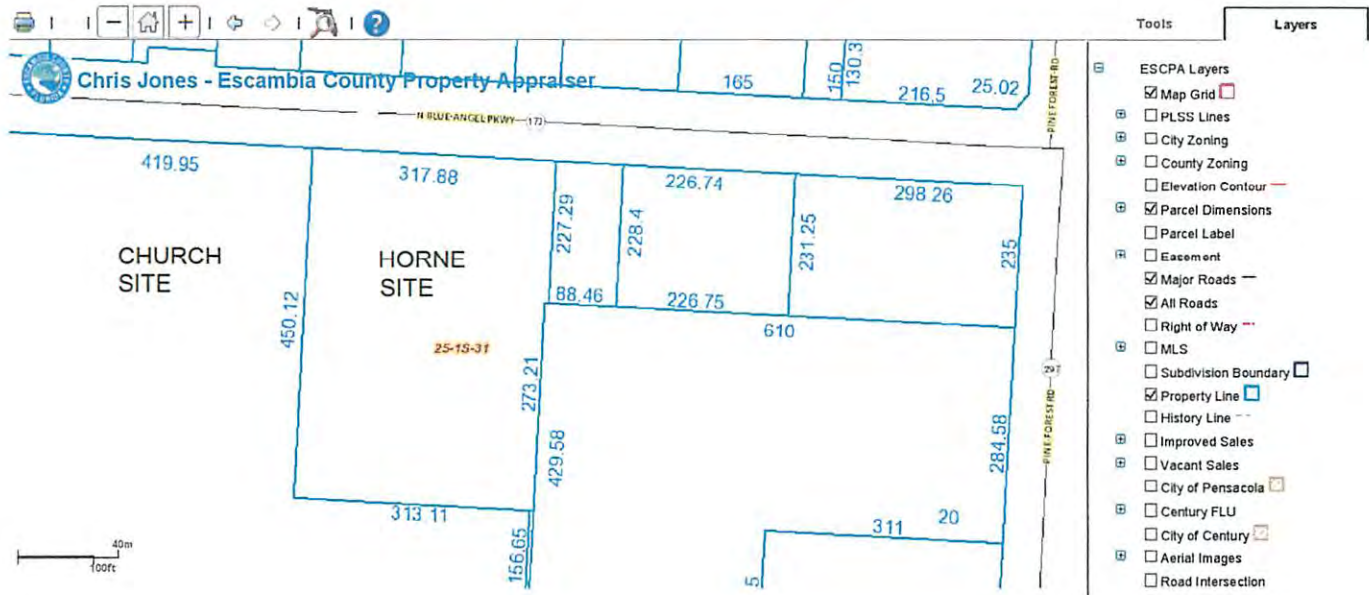 Tools
Layers
Chris Jones - Escambia County Property Appraiser
165
150
130.3
216.5
25.02
PINE FOREST RD
N BLUE ANGEL PKWY
173
419.95
317.88
226.74
298.26
227.29
228.4
231.25
235
CHURCH
SITE
HORNE
SITE
88.46
226.75
610
450.12
25-1S-31
273.21
429.58
297
PINE FOREST RD
284.58
313.11
156.65
311
20
5
40m
100ft
ESCPA Layers
Map Grid
PLSS Lines
City Zoning
County Zoning
Elevation Contour
Parcel Dimensions
Parcel Label
Easement
Major Roads
All Roads
Right of Way
MLS
Subdivision Boundary
Property Line
History Line
Improved Sales
Vacant Sales
City of Pensacola
Century FLU
City of Century
Aerial Images
Road Intersection